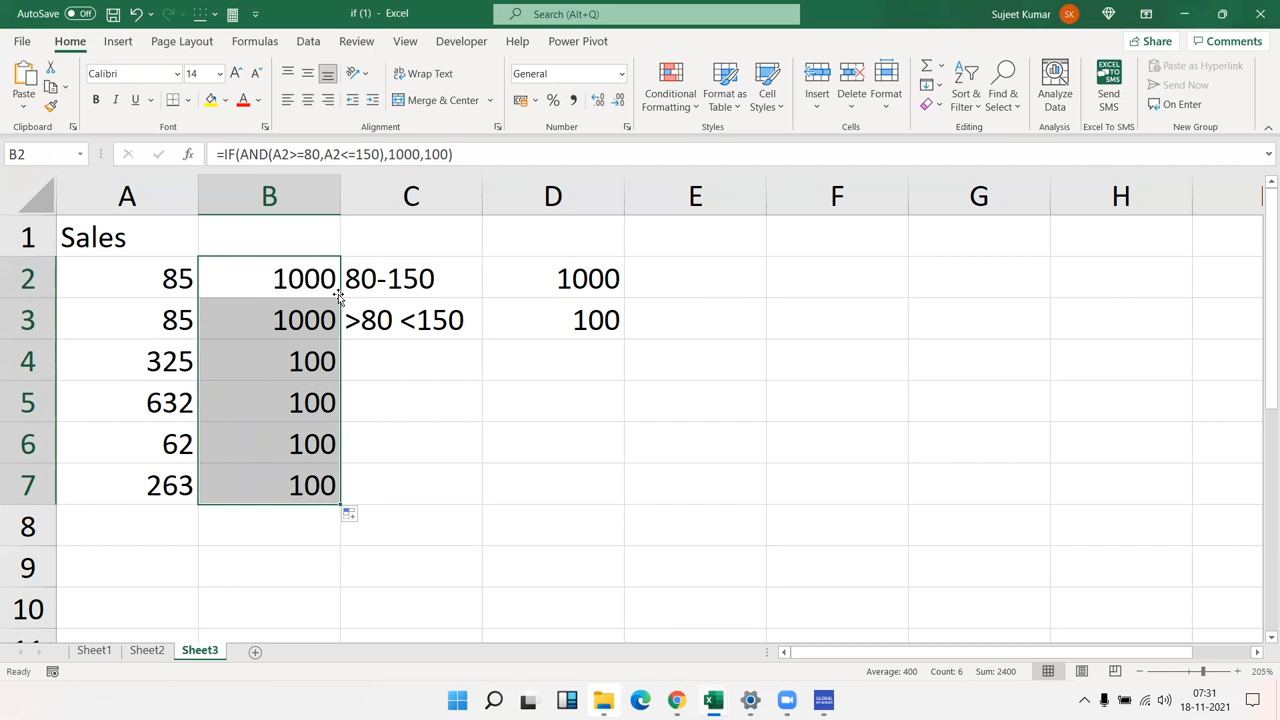 AutoSave Off
if (1) - Excel
Search (Alt+Q)
Sujeet Kumar SK
File Home Insert Page Layout Formulas Data Review View Developer Help Power Pivot
Share Comments
Paste
Clipboard
Calibri 14
B I U
Font
Wrap Text
Merge & Center
Alignment
General
Number
Conditional Formatting
Format as Table
Cell Styles
Styles
Insert Delete Format
Cells
Sort & Filter
Find & Select
Editing
Analyze Data
Analysis
Excel To SMS
Send SMS
Excel To SMS
Paste as Hyperlink
Send Now
On Enter
New Group
B2
fx =IF(AND(A2>=80,A2<=150),1000,100)
A B C D E F G H I
1 Sales
2 85 1000 80-150 1000
3 85 1000 >80 <150 100
4 325 100
5 632 100
6 62 100
7 263 100
8
9
10
Sheet1 Sheet2 Sheet3
Ready
Average: 400 Count: 6 Sum: 2400
205%
07:31
18-11-2021